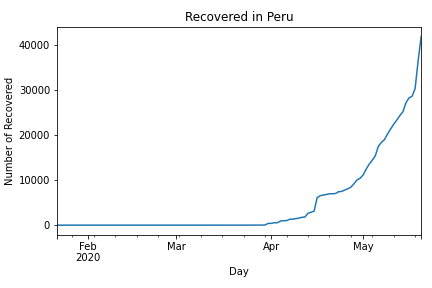 Recovered in Peru
Number of Recovered
40000
30000
20000
10000
0
Feb
2020
Mar
Apr
May
Day